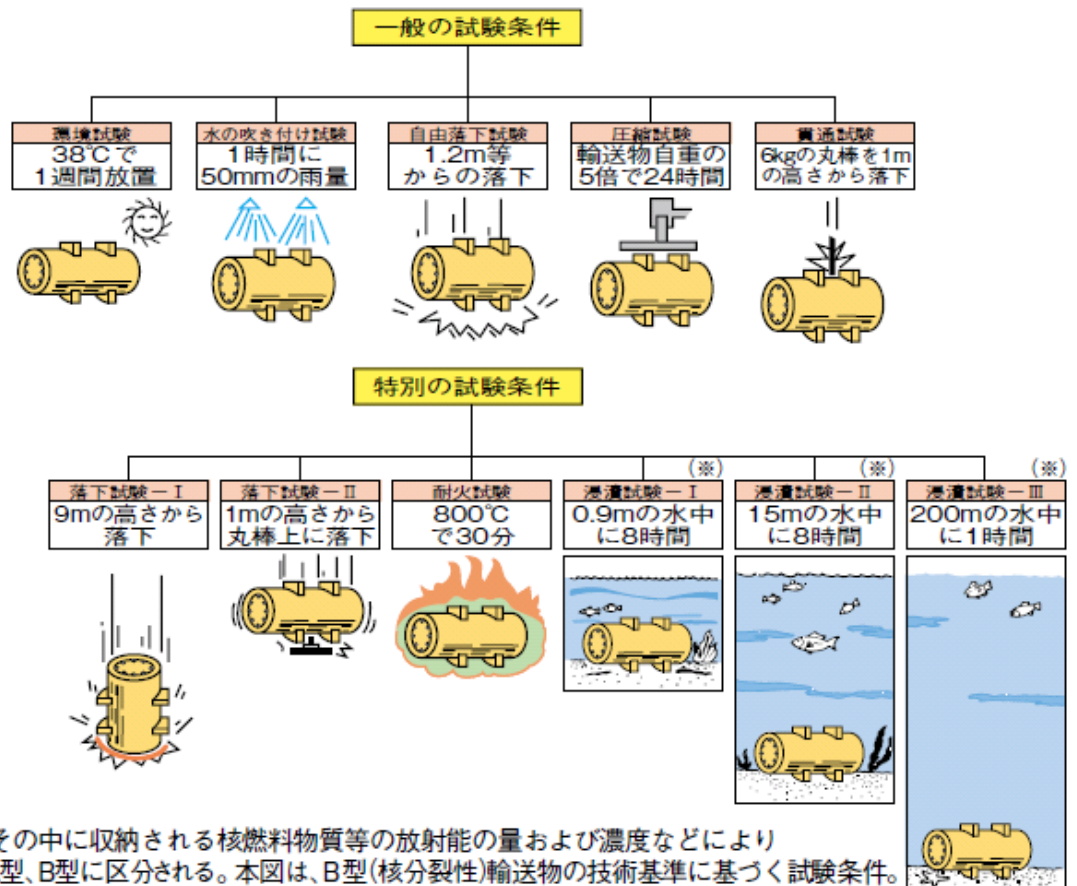 一般の試験条件
環境試験
38℃で
1週間放置
水の吹き付け試験
1時間に
50mmの雨量
自由落下試験
1.2m等
からの落下
圧縮試験
輸送物自重の
5倍で24時間
貫通試験
6kgの丸棒を1m
の高さから落下
特別の試験条件
落下試験-Ⅰ
9mの高さから
落下
落下試験-Ⅱ
1mの高さから
丸棒上に落下
耐火試験
800℃
で30分
(※)
浸漬試験-Ⅰ
0.9mの水中
に8時間
(※)
浸漬試験-Ⅱ
15mの水中
に8時間
(※)
浸漬試験-Ⅲ
200mの水中
に1時間
その中に収納される核燃料物質等の放射能の量および濃度などにより
型、B型に区分される。本図は、B型(核分裂性)輸送物の技術基準に基づく試験条件。